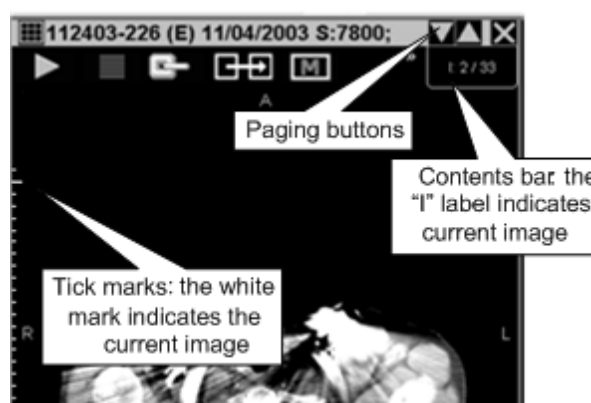 112403-226 (E) 11/04/2003 S:7800;
M
»
I: 2 / 33
A
Paging buttons
Contents bar: the
“I” label indicates
current image
Tick marks: the white
mark indicates the
current image
R
L